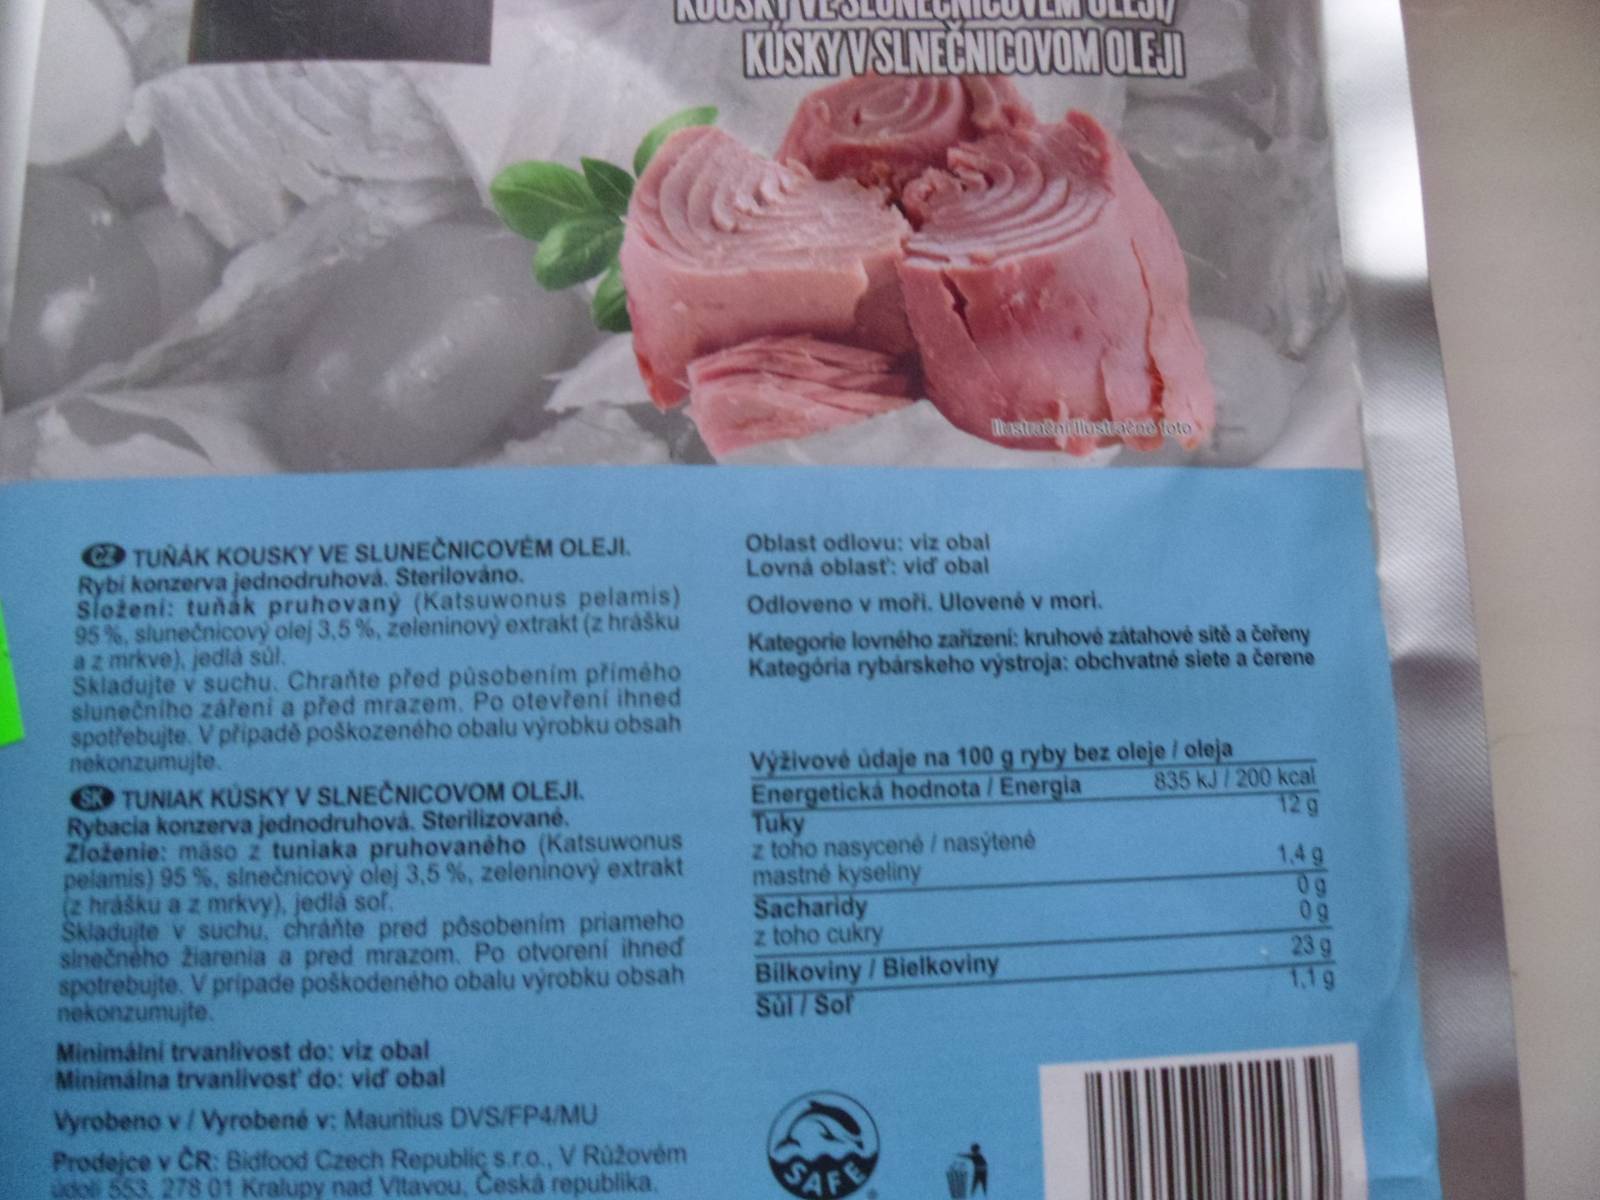 KOUSKY VE SLUNEČNICOVÉM OLEJI/
KÚSKY V SLNEČNICOVOM OLEJI
Ilustrační/Ilustračné foto
CZ TUŇÁK KOUSKY VE SLUNEČNICOVÉM OLEJI.
Rybí konzerva jednodruhová. Sterilováno.
Složení: tuňák pruhovaný (Katsuwonus pelamis)
95 %, slunečnicový olej 3,5 %, zeleninový extrakt (z hrášku
a z mrkve), jedlá sůl.
Skladujte v suchu. Chraňte před působením přímého
slunečního záření a před mrazem. Po otevření ihned
spotřebujte. V případě poškozeného obalu výrobku obsah
nekonzumujte.
SK TUNIAK KÚSKY V SLNEČNICOVOM OLEJI.
Rybacia konzerva jednodruhová. Sterilizované.
Zloženie: mäso z tuniaka pruhovaného (Katsuwonus
pelamis) 95 %, slnečnicový olej 3,5 %, zeleninový extrakt
(z hrášku a z mrkvy), jedlá soľ.
Skladujte v suchu, chráňte pred pôsobením priameho
slnečného žiarenia a pred mrazom. Po otvorení ihneď
spotrebujte. V prípade poškodeného obalu výrobku obsah
nekonzumujte.
Minimální trvanlivost do: viz obal
Minimálna trvanlivosť do: viď obal
Vyrobeno v / Vyrobené v: Mauritius DVS/FP4/MU
Prodejce v ČR: Bidfood Czech Republic s.r.o., V Růžovém
údolí 553, 278 01 Kralupy nad Vltavou, Česká republika.
Oblast odlovu: viz obal
Lovná oblasť: viď obal
Odloveno v moři. Ulovené v mori.
Kategorie lovného zařízení: kruhové zátahové sítě a čeřeny
Kategória rybárskeho výstroja: obchvatné siete a čerene
Výživové údaje na 100 g ryby bez oleje / oleja
Energetická hodnota / Energia 835 kJ / 200 kcal
Tuky 12 g
z toho nasycené / nasýtené
mastné kyseliny 1,4 g
Sacharidy 0 g
z toho cukry 0 g
Bílkoviny / Bielkoviny 23 g
Sůl / Soľ 1,1 g
SAFE